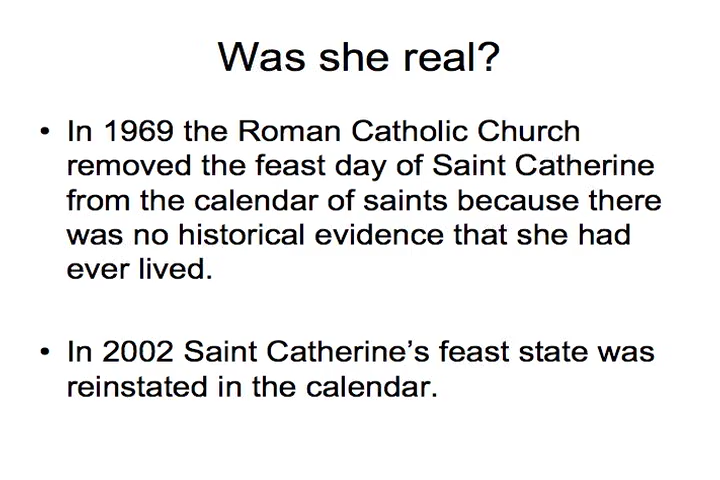 Was she real?
• In 1969 the Roman Catholic Church
removed the feast day of Saint Catherine
from the calendar of saints because there
was no historical evidence that she had
ever lived.
• In 2002 Saint Catherine’s feast state was
reinstated in the calendar.